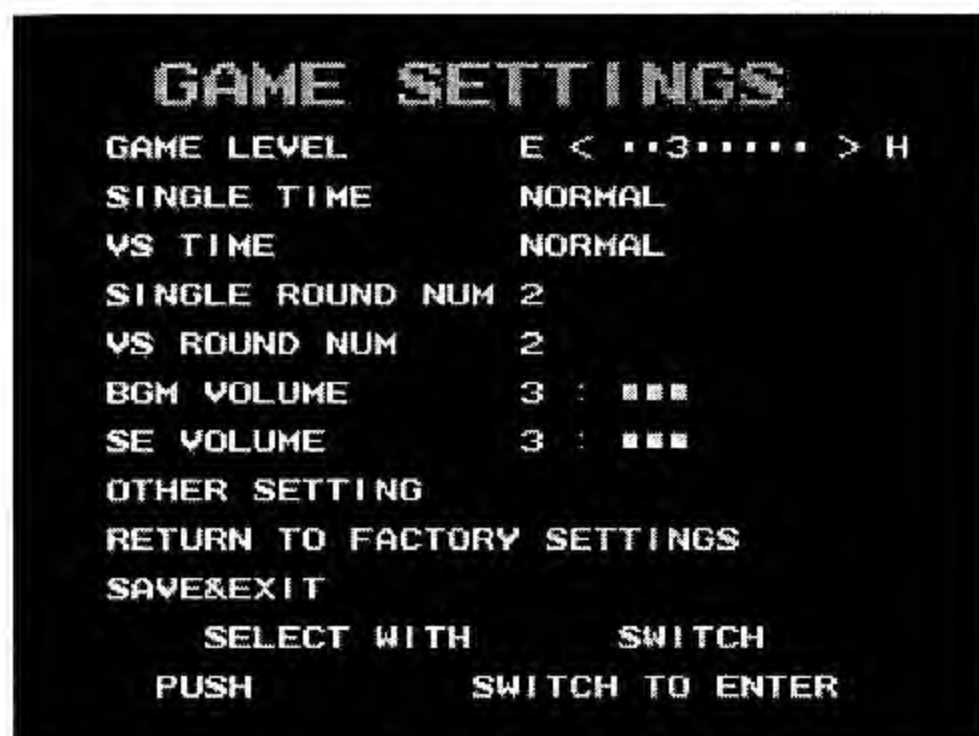 GAME SETTINGS
GAME LEVEL E < ··3····· > H
SINGLE TIME NORMAL
VS TIME NORMAL
SINGLE ROUND NUM 2
VS ROUND NUM 2
BGM VOLUME 3 : ■■■
SE VOLUME 3 : ■■■
OTHER SETTING
RETURN TO FACTORY SETTINGS
SAVE&EXIT
SELECT WITH SWITCH
PUSH SWITCH TO ENTER